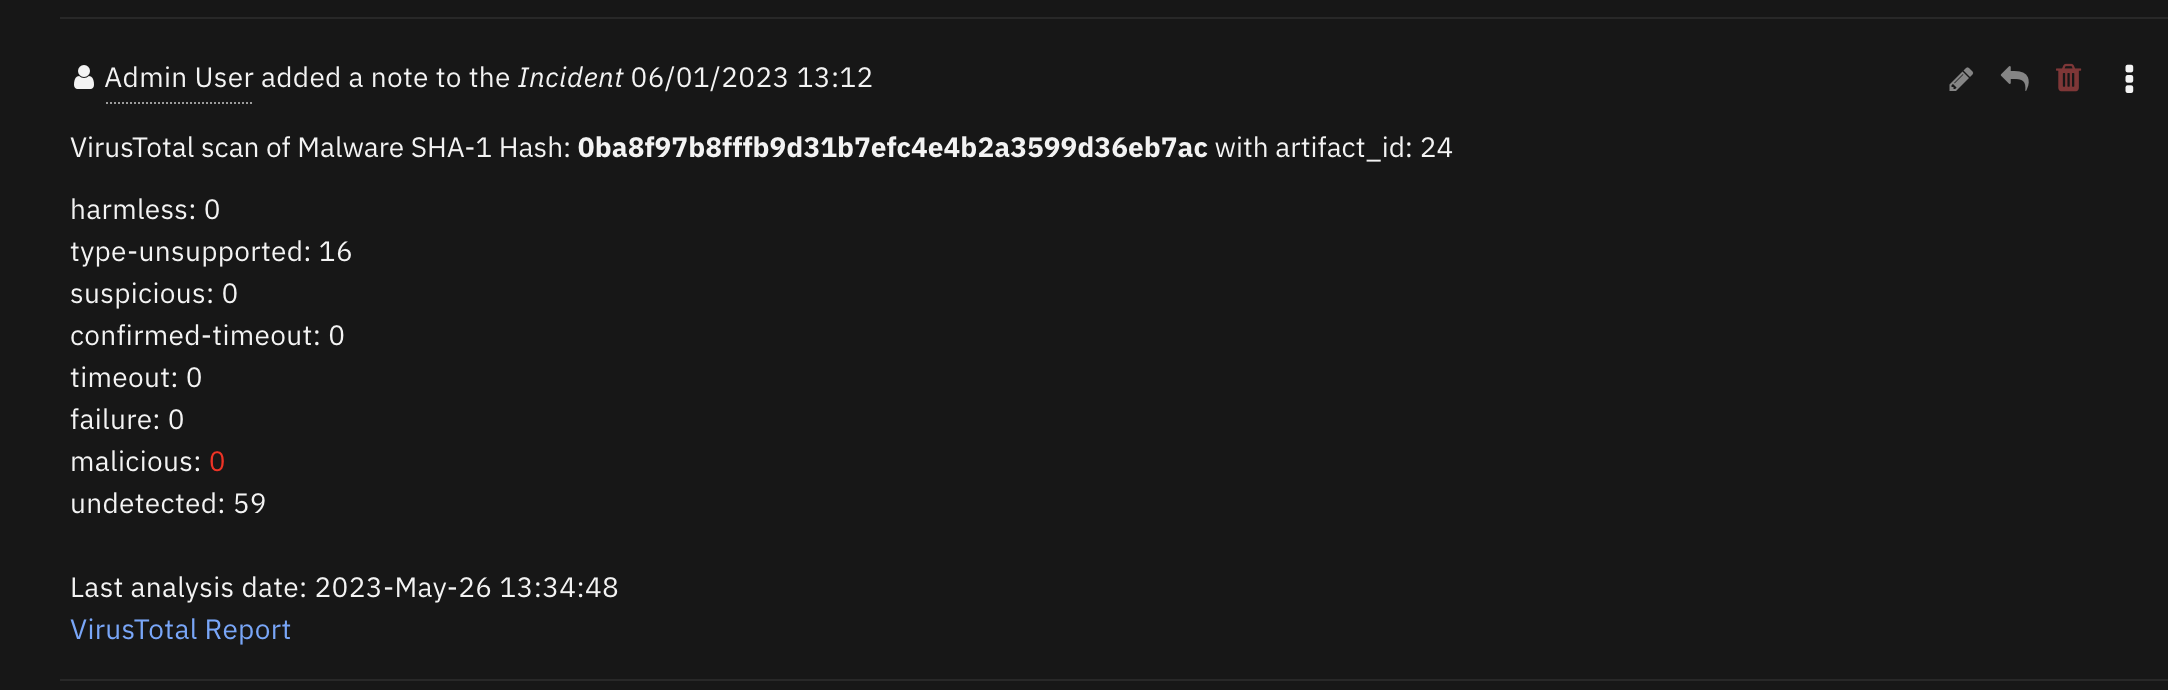 Admin User added a note to the Incident 06/01/2023 13:12
VirusTotal scan of Malware SHA-1 Hash: 0ba8f97b8fffb9d31b7efc4e4b2a3599d36eb7ac with artifact_id: 24
harmless: 0
type-unsupported: 16
suspicious: 0
confirmed-timeout: 0
timeout: 0
failure: 0
malicious: 0
undetected: 59
Last analysis date: 2023-May-26 13:34:48
VirusTotal Report